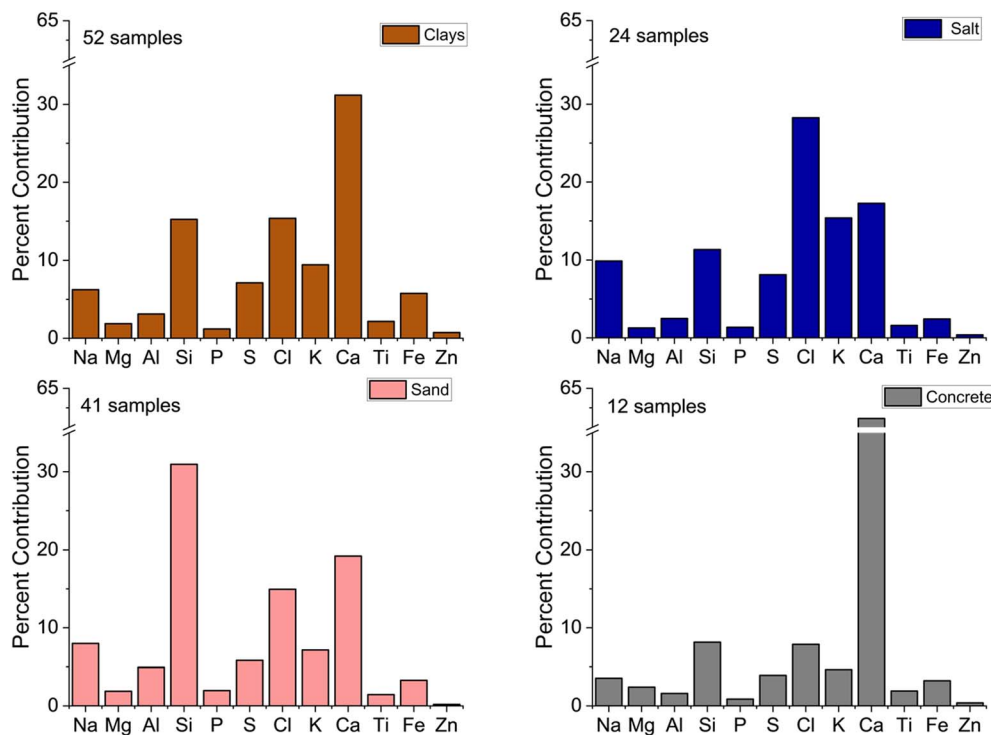 65
52 samples
Clays
30
20
10
0
Percent Contribution
Na Mg Al Si P S Cl K Ca Ti Fe Zn
65
24 samples
Salt
30
20
10
0
Percent Contribution
Na Mg Al Si P S Cl K Ca Ti Fe Zn
65
41 samples
Sand
30
20
10
0
Percent Contribution
Na Mg Al Si P S Cl K Ca Ti Fe Zn
65
12 samples
Concrete
30
20
10
0
Percent Contribution
Na Mg Al Si P S Cl K Ca Ti Fe Zn